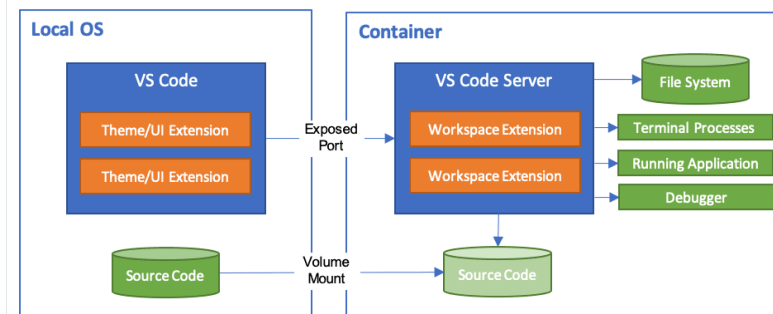 Local OS
Container
VS Code
VS Code Server
File System
Theme/UI Extension
Exposed
Port
Workspace Extension
Terminal Processes
Theme/UI Extension
Workspace Extension
Running Application
Debugger
Source Code
Volume
Mount
Source Code